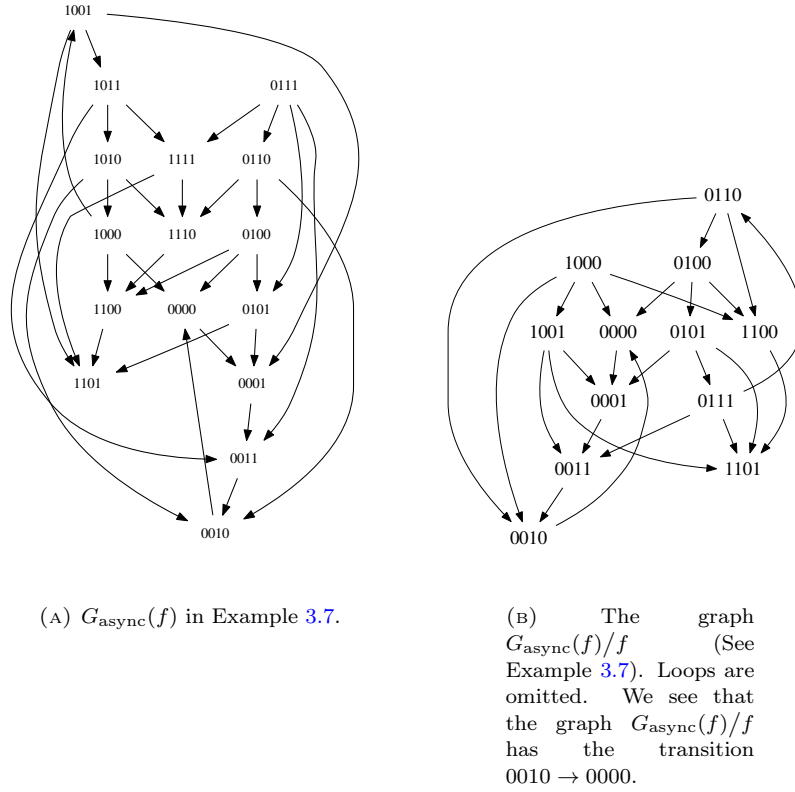 1001
1011 0111
1010 1111 0110
1000 1110 0100
1100 0000 0101
1101 0001
0011
0010
(A) G_async(f) in Example 3.7.
0110
1000 0100
1001 0000 0101 1100
0001 0111
0011 1101
0010
(B) The graph
G_async(f)/f (See
Example 3.7). Loops are
omitted. We see that
the graph G_async(f)/f
has the transition
0010 → 0000.